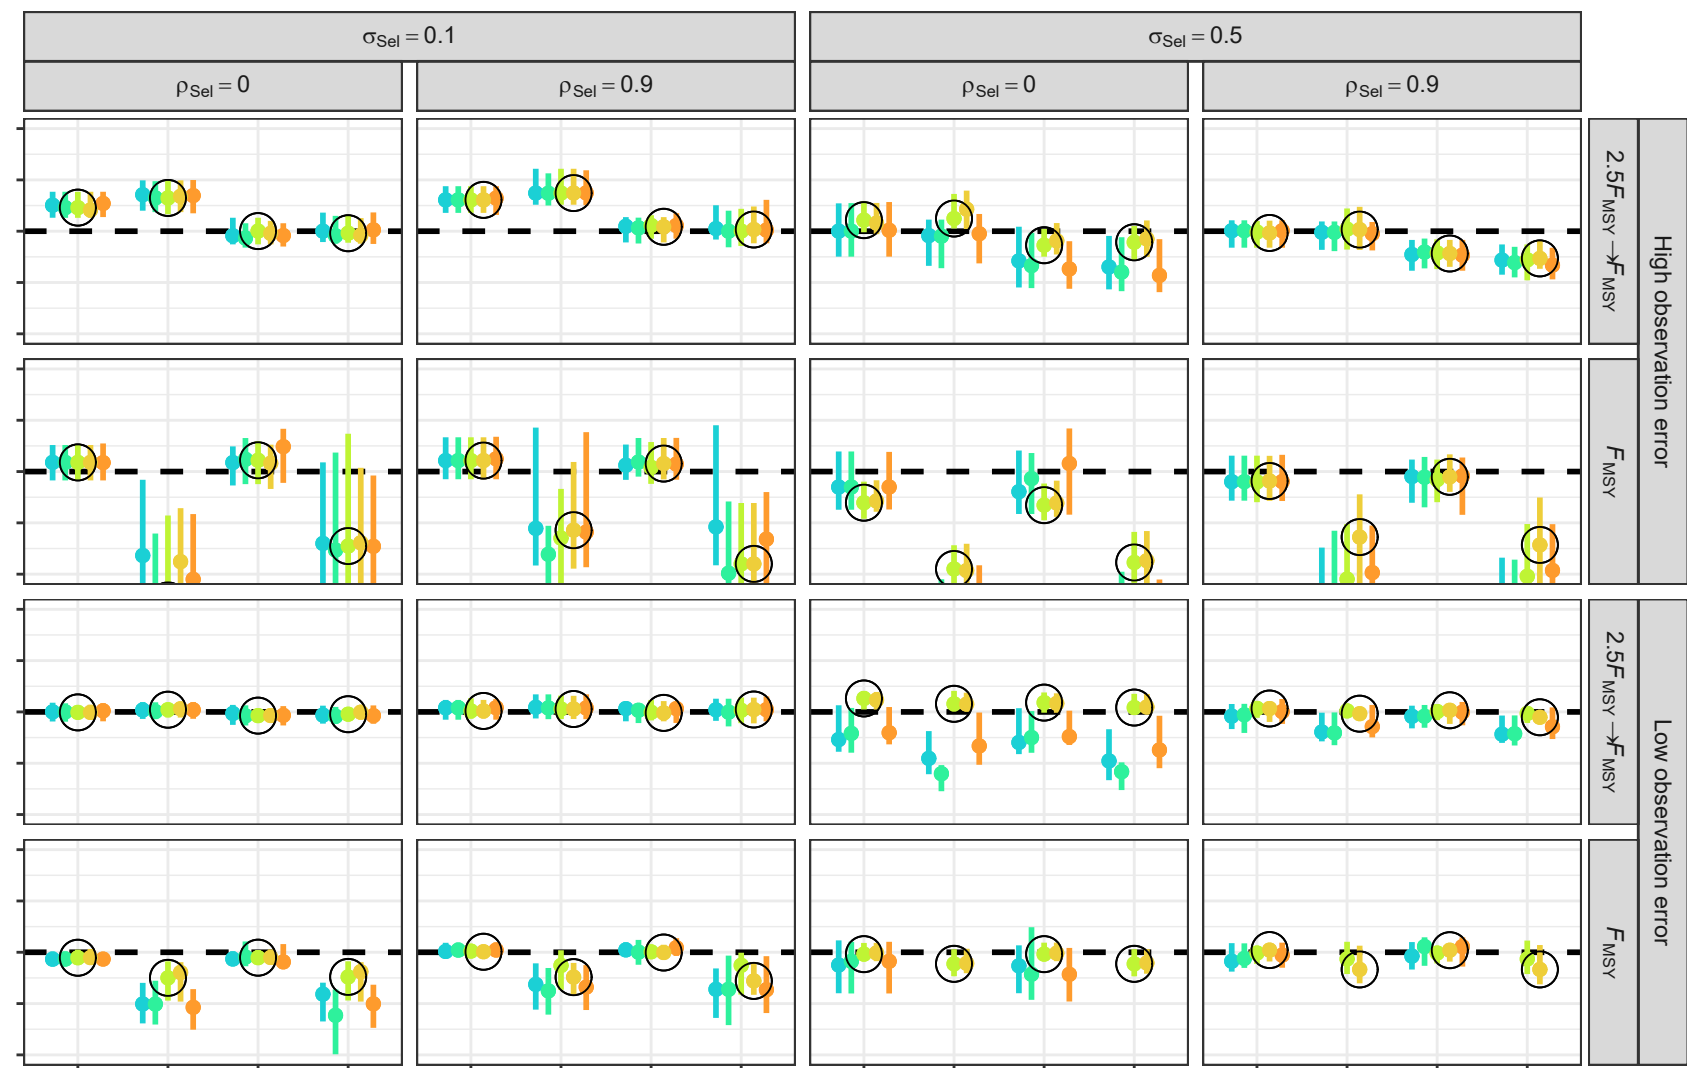 σSel = 0.1
σSel = 0.5
ρSel = 0
ρSel = 0.9
ρSel = 0
ρSel = 0.9
2.5FMSY→FMSY
FMSY
High observation error
2.5FMSY→FMSY
FMSY
Low observation error